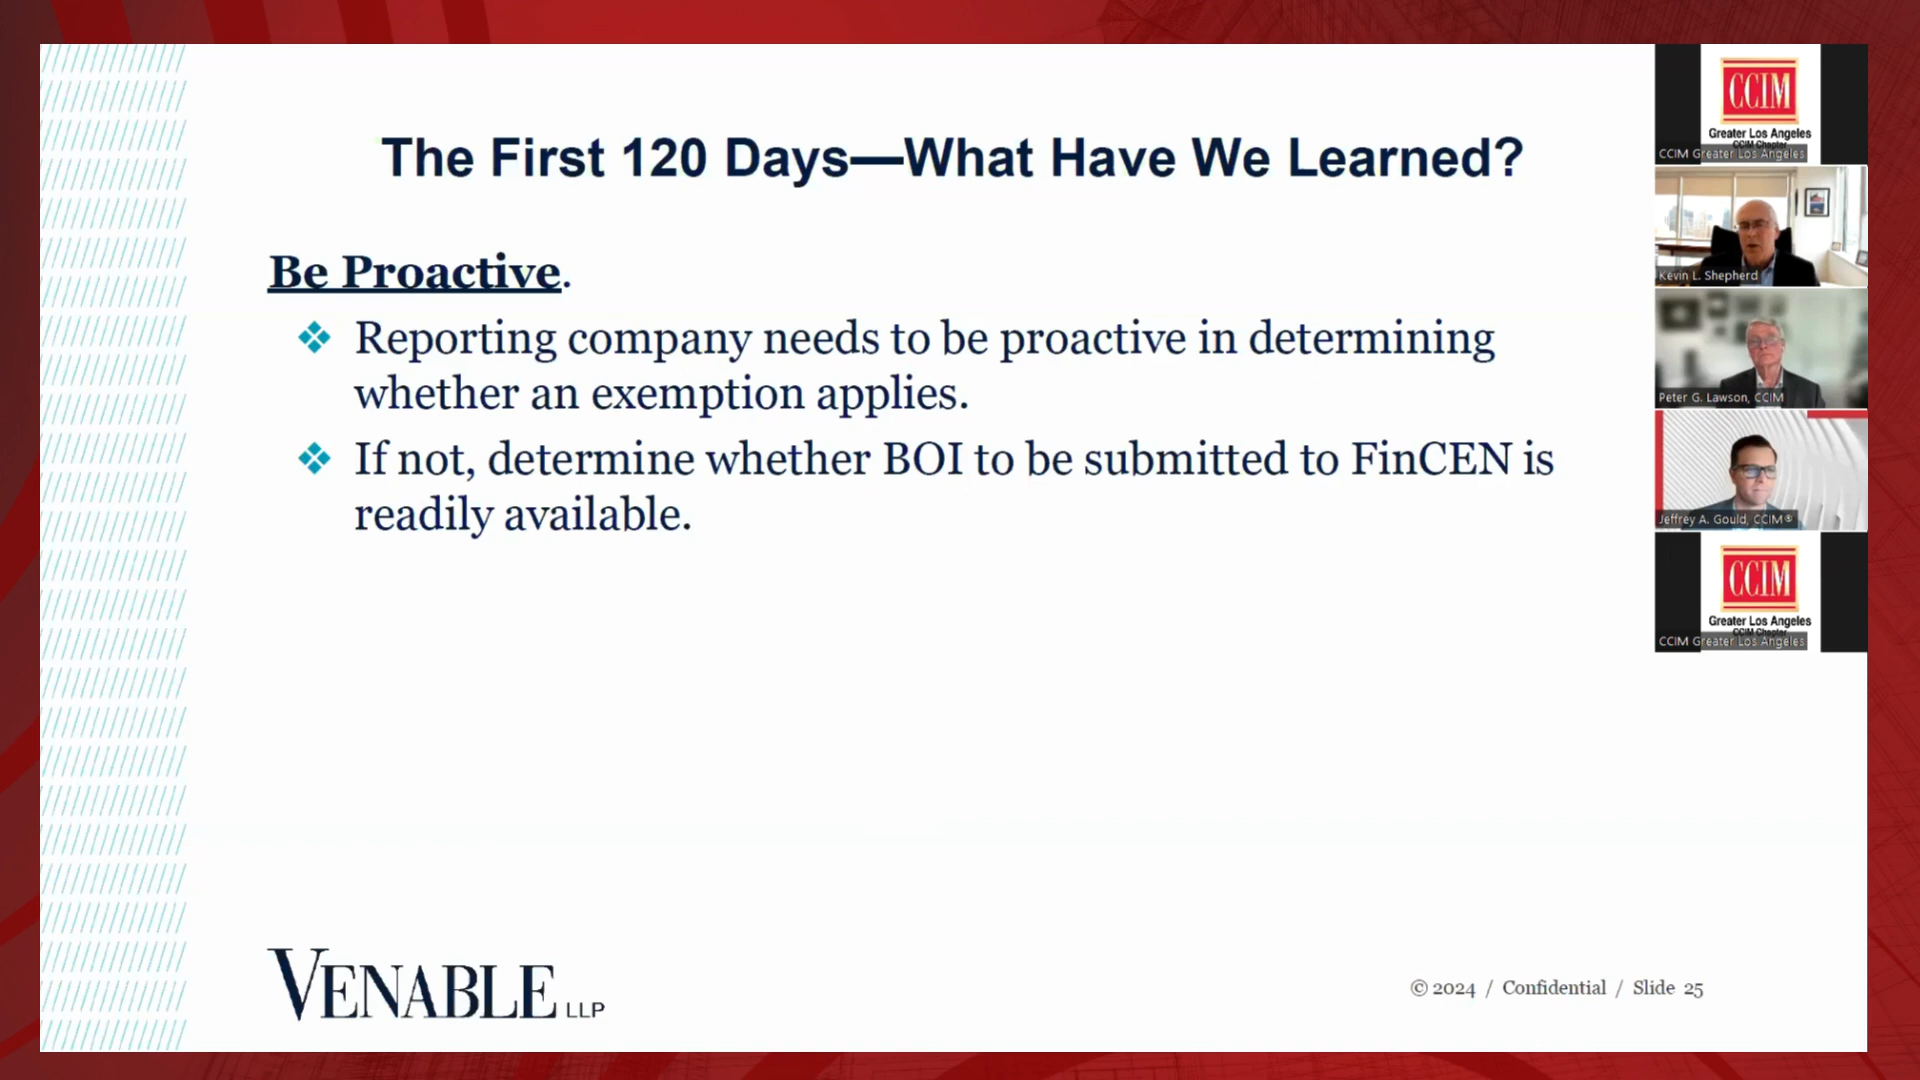 The First 120 Days—What Have We Learned?
Be Proactive.
Reporting company needs to be proactive in determining
whether an exemption applies.
If not, determine whether BOI to be submitted to FinCEN is
readily available.
VENABLE LLP
© 2024 / Confidential / Slide 25
CCIM
Greater Los Angeles
CCIM Chapter
CCIM Greater Los Angeles
Kevin L. Shepherd
Peter G. Lawson, CCIM
Jeffrey A. Gould, CCIM®
CCIM
Greater Los Angeles
CCIM Chapter
CCIM Greater Los Angeles